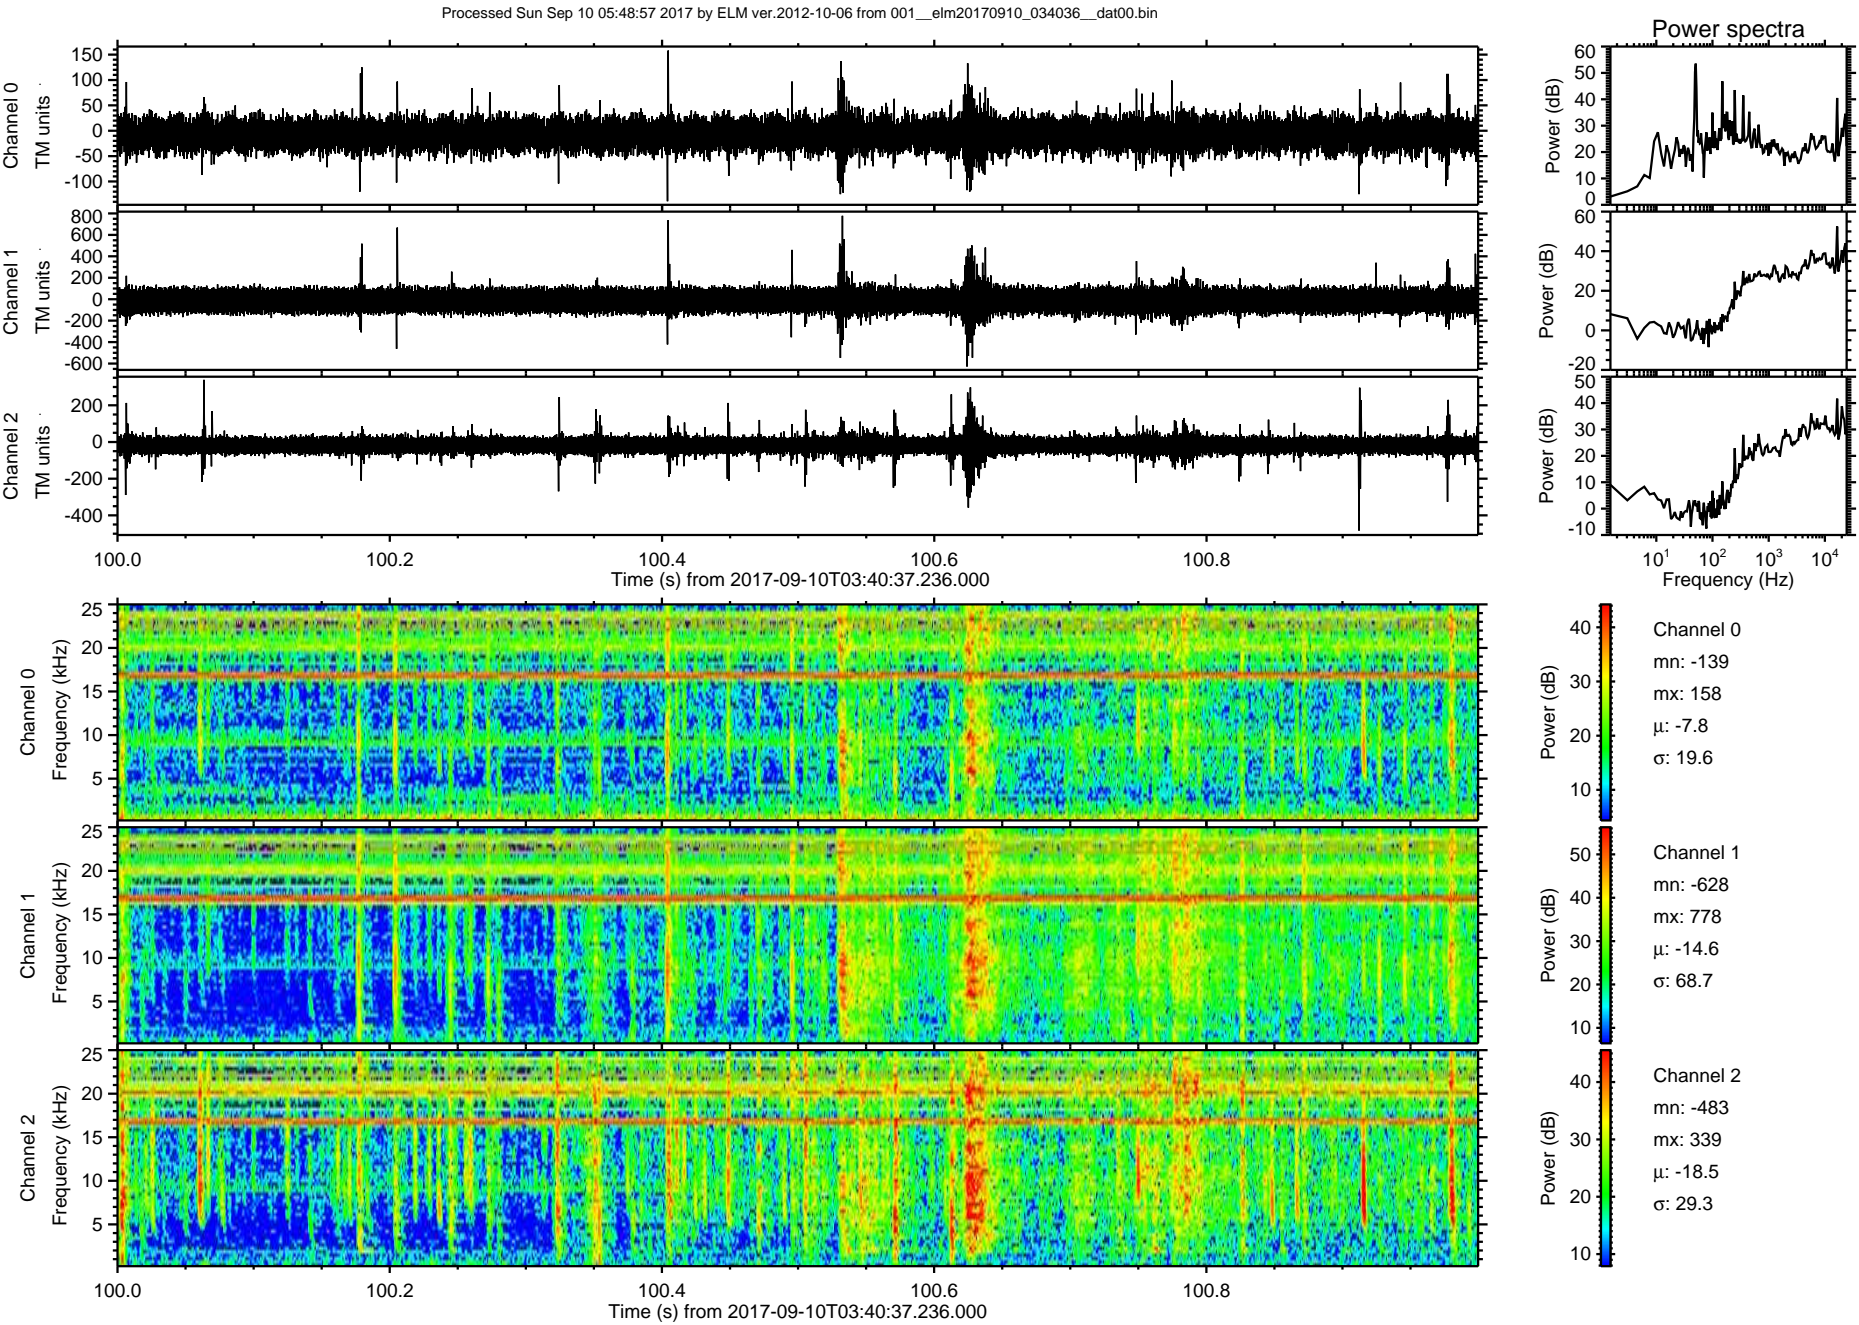 Processed Sun Sep 10 05:48:57 2017 by ELM ver.2012-10-06 from 001__elm20170910_034036__dat00.bin
Power spectra
Channel 0
TM units
150
100
50
0
-50
-100
Power (dB)
60
50
40
30
20
10
0
Channel 1
TM units
800
600
400
200
0
-200
-400
-600
Power (dB)
60
40
20
0
-20
Channel 2
TM units
200
0
-200
-400
Power (dB)
50
40
30
20
10
0
-10
100.0 100.2 100.4 100.6 100.8
Time (s) from 2017-09-10T03:40:37.236.000
10¹ 10² 10³ 10⁴
Frequency (Hz)
Channel 0
Frequency (kHz)
25
20
15
10
5
Power (dB)
40
30
20
10
Channel 0
mn: -139
mx: 158
μ: -7.8
σ: 19.6
Channel 1
Frequency (kHz)
25
20
15
10
5
Power (dB)
50
40
30
20
10
Channel 1
mn: -628
mx: 778
μ: -14.6
σ: 68.7
Channel 2
Frequency (kHz)
25
20
15
10
5
Power (dB)
40
30
20
10
Channel 2
mn: -483
mx: 339
μ: -18.5
σ: 29.3
100.0 100.2 100.4 100.6 100.8
Time (s) from 2017-09-10T03:40:37.236.000